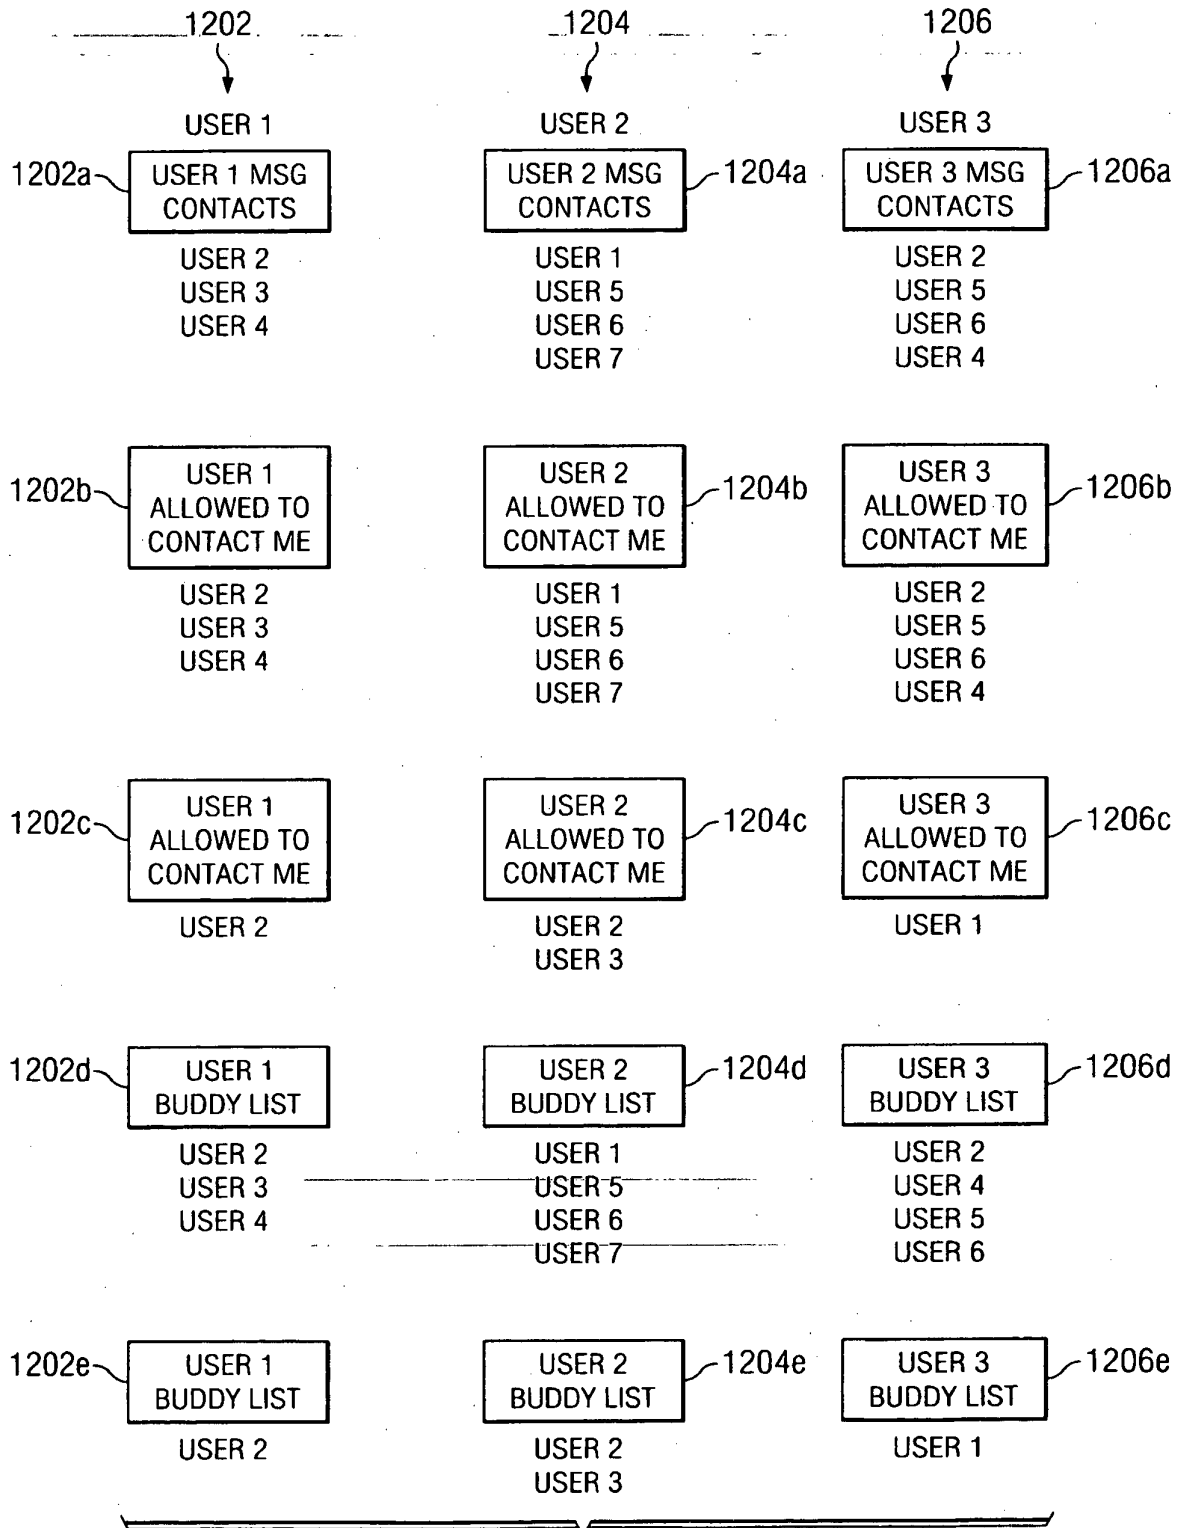 1202
1204
1206
USER 1
USER 2
USER 3
1202a
USER 1 MSG
CONTACTS
USER 2 MSG
CONTACTS
1204a
USER 3 MSG
CONTACTS
1206a
USER 2
USER 3
USER 4
USER 1
USER 5
USER 6
USER 7
USER 2
USER 5
USER 6
USER 4
1202b
USER 1
ALLOWED TO
CONTACT ME
USER 2
ALLOWED TO
CONTACT ME
1204b
USER 3
ALLOWED TO
CONTACT ME
1206b
USER 2
USER 3
USER 4
USER 1
USER 5
USER 6
USER 7
USER 2
USER 5
USER 6
USER 4
1202c
USER 1
ALLOWED TO
CONTACT ME
USER 2
ALLOWED TO
CONTACT ME
1204c
USER 3
ALLOWED TO
CONTACT ME
1206c
USER 2
USER 2
USER 3
USER 1
1202d
USER 1
BUDDY LIST
USER 2
BUDDY LIST
1204d
USER 3
BUDDY LIST
1206d
USER 2
USER 3
USER 4
USER 1
USER 5
USER 6
USER 7
USER 2
USER 4
USER 5
USER 6
1202e
USER 1
BUDDY LIST
USER 2
BUDDY LIST
1204e
USER 3
BUDDY LIST
1206e
USER 2
USER 2
USER 3
USER 1